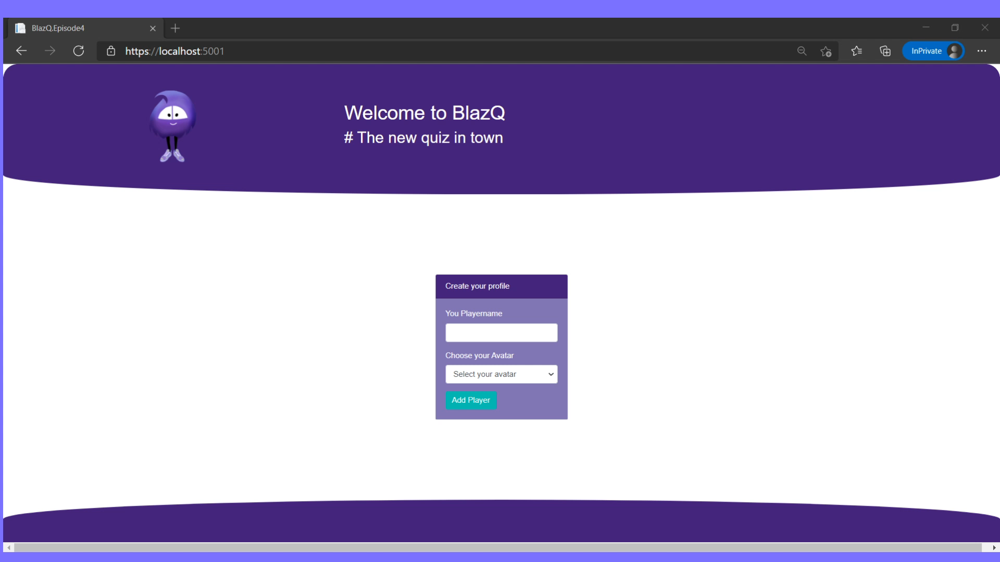 BlazQ.Episode4
https://localhost:5001
InPrivate
Welcome to BlazQ
# The new quiz in town
Create your profile
You Playername
Choose your Avatar
Select your avatar
Add Player